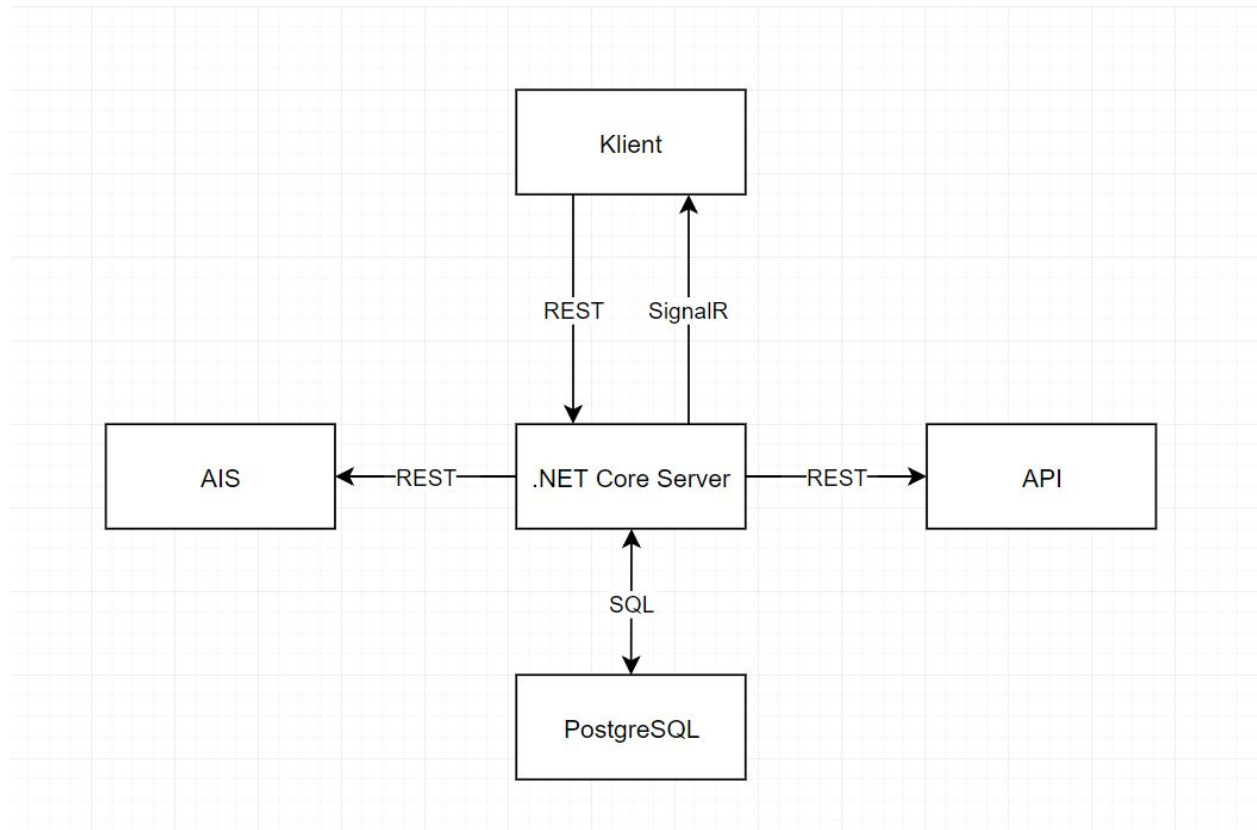 Klient
REST
SignalR
AIS
REST
.NET Core Server
REST
API
SQL
PostgreSQL